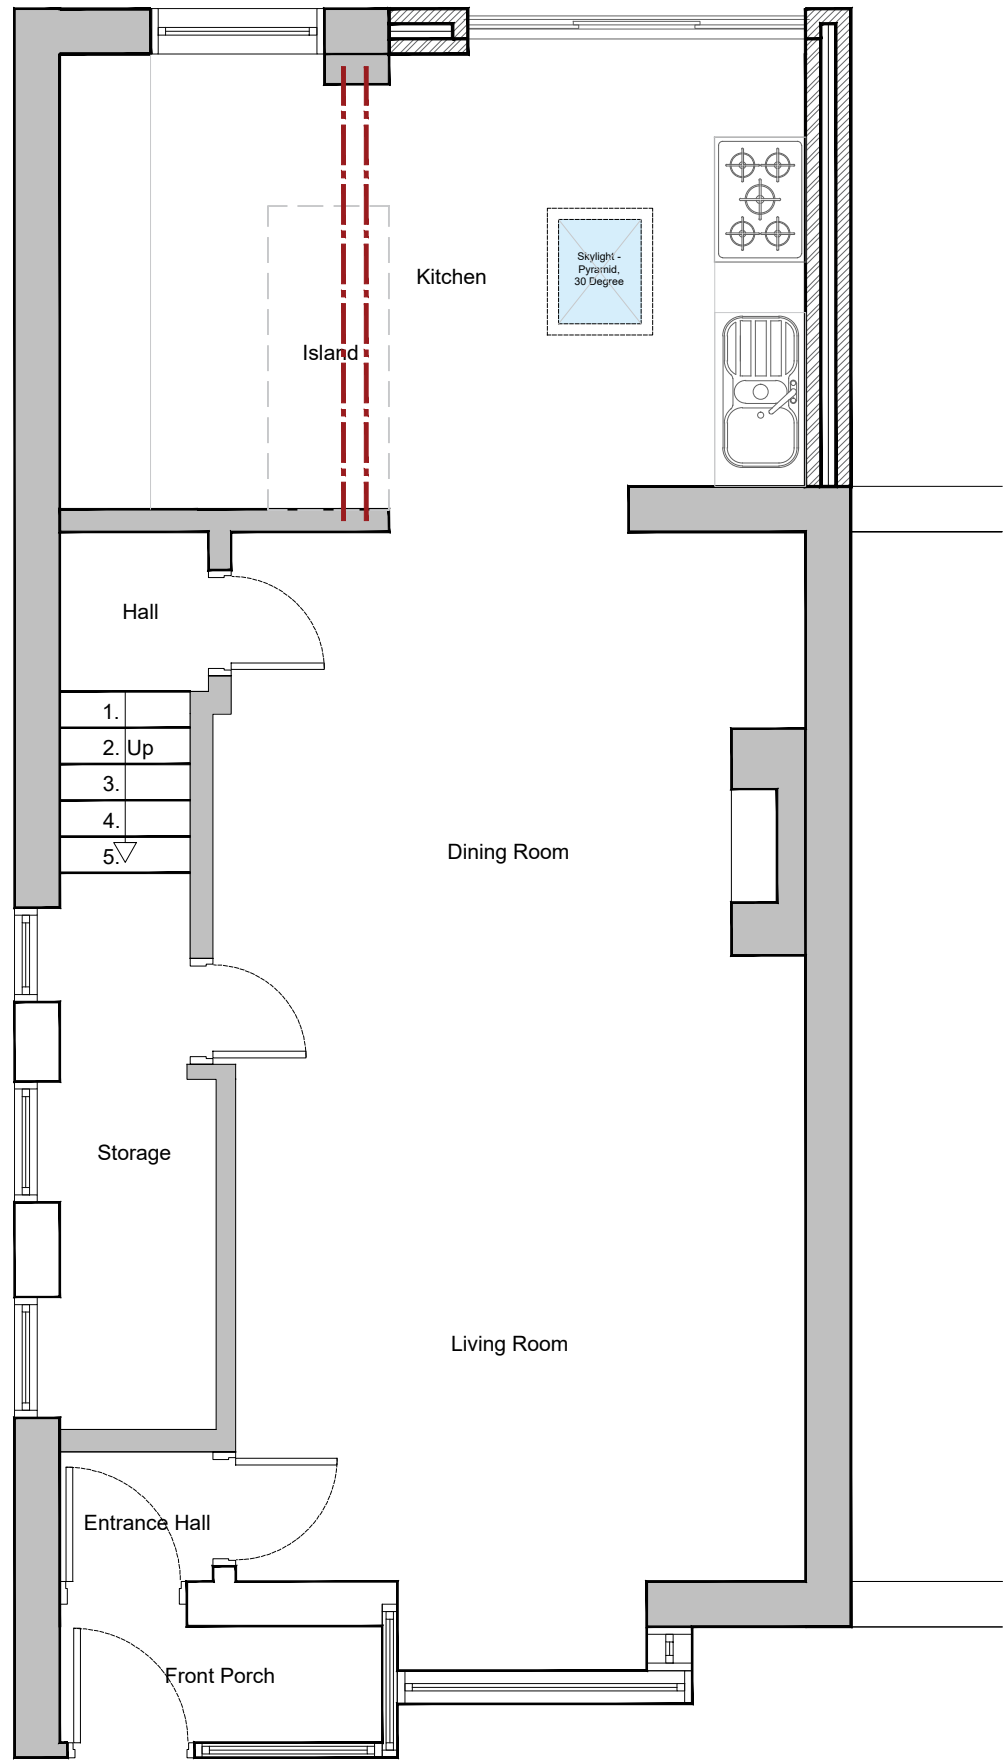 Kitchen
Skylight -
Pyramid,
30 Degree
Island
Hall
1.
2. Up
3.
4.
5.
Dining Room
Storage
Living Room
Entrance Hall
Front Porch